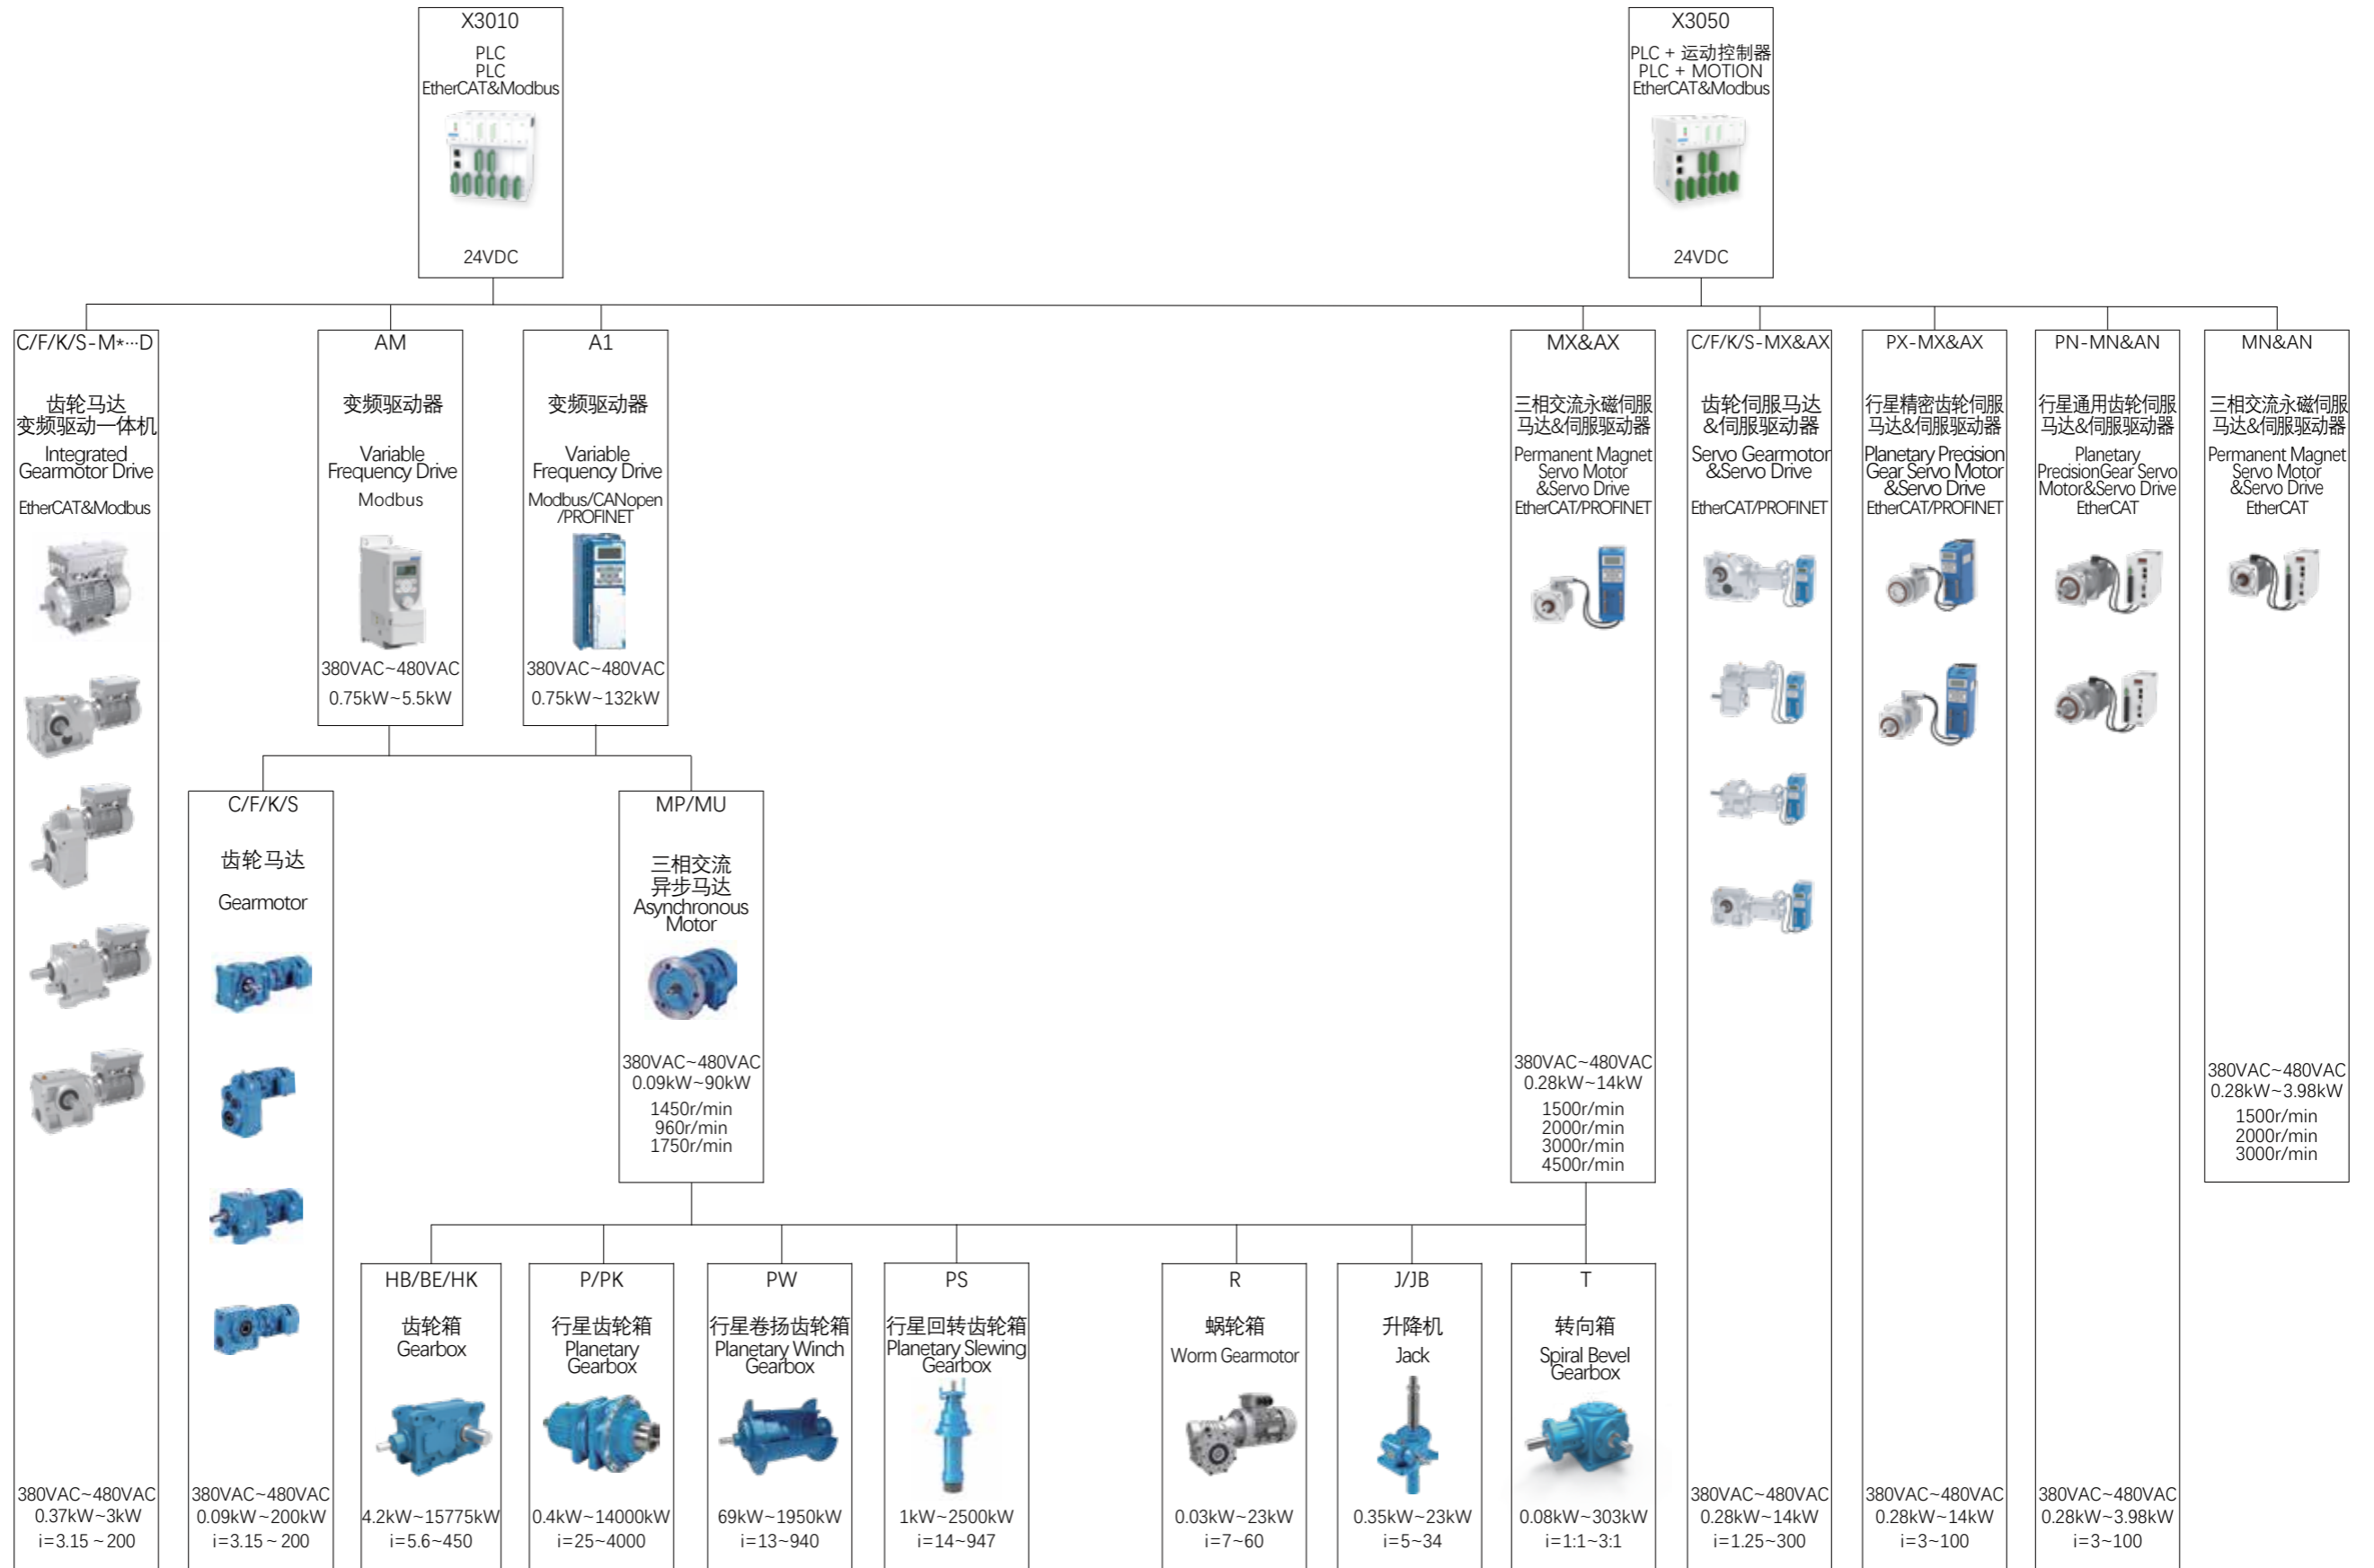 X3010
PLC
PLC
EtherCAT&Modbus
24VDC
X3050
PLC + 运动控制器
PLC + MOTION
EtherCAT&Modbus
24VDC
C/F/K/S-M*···D
齿轮马达
变频驱动一体机
Integrated
Gearmotor Drive
EtherCAT&Modbus
380VAC~480VAC
0.37kW~3kW
i=3.15 ~ 200
AM
变频驱动器
Variable
Frequency Drive
Modbus
380VAC~480VAC
0.75kW~5.5kW
A1
变频驱动器
Variable
Frequency Drive
Modbus/CANopen
/PROFINET
380VAC~480VAC
0.75kW~132kW
MX&AX
三相交流永磁伺服
马达&伺服驱动器
Permanent Magnet
Servo Motor
&Servo Drive
EtherCAT/PROFINET
380VAC~480VAC
0.28kW~14kW
1500r/min
2000r/min
3000r/min
4500r/min
C/F/K/S-MX&AX
齿轮伺服马达
&伺服驱动器
Servo Gearmotor
&Servo Drive
EtherCAT/PROFINET
380VAC~480VAC
0.28kW~14kW
i=1.25~300
PX-MX&AX
行星精密齿轮伺服
马达&伺服驱动器
Planetary Precision
Gear Servo Motor
&Servo Drive
EtherCAT/PROFINET
380VAC~480VAC
0.28kW~14kW
i=3~100
PN-MN&AN
行星通用齿轮伺服
马达&伺服驱动器
Planetary
PrecisionGear Servo
Motor&Servo Drive
EtherCAT
380VAC~480VAC
0.28kW~3.98kW
i=3~100
MN&AN
三相交流永磁伺服
马达&伺服驱动器
Permanent Magnet
Servo Motor
&Servo Drive
EtherCAT
380VAC~480VAC
0.28kW~3.98kW
1500r/min
2000r/min
3000r/min
C/F/K/S
齿轮马达
Gearmotor
380VAC~480VAC
0.09kW~200kW
i=3.15 ~ 200
MP/MU
三相交流
异步马达
Asynchronous
Motor
380VAC~480VAC
0.09kW~90kW
1450r/min
960r/min
1750r/min
HB/BE/HK
齿轮箱
Gearbox
4.2kW~15775kW
i=5.6~450
P/PK
行星齿轮箱
Planetary
Gearbox
0.4kW~14000kW
i=25~4000
PW
行星卷扬齿轮箱
Planetary Winch
Gearbox
69kW~1950kW
i=13~940
PS
行星回转齿轮箱
Planetary Slewing
Gearbox
1kW~2500kW
i=14~947
R
蜗轮箱
Worm Gearmotor
0.03kW~23kW
i=7~60
J/JB
升降机
Jack
0.35kW~23kW
i=5~34
T
转向箱
Spiral Bevel
Gearbox
0.08kW~303kW
i=1:1~3:1